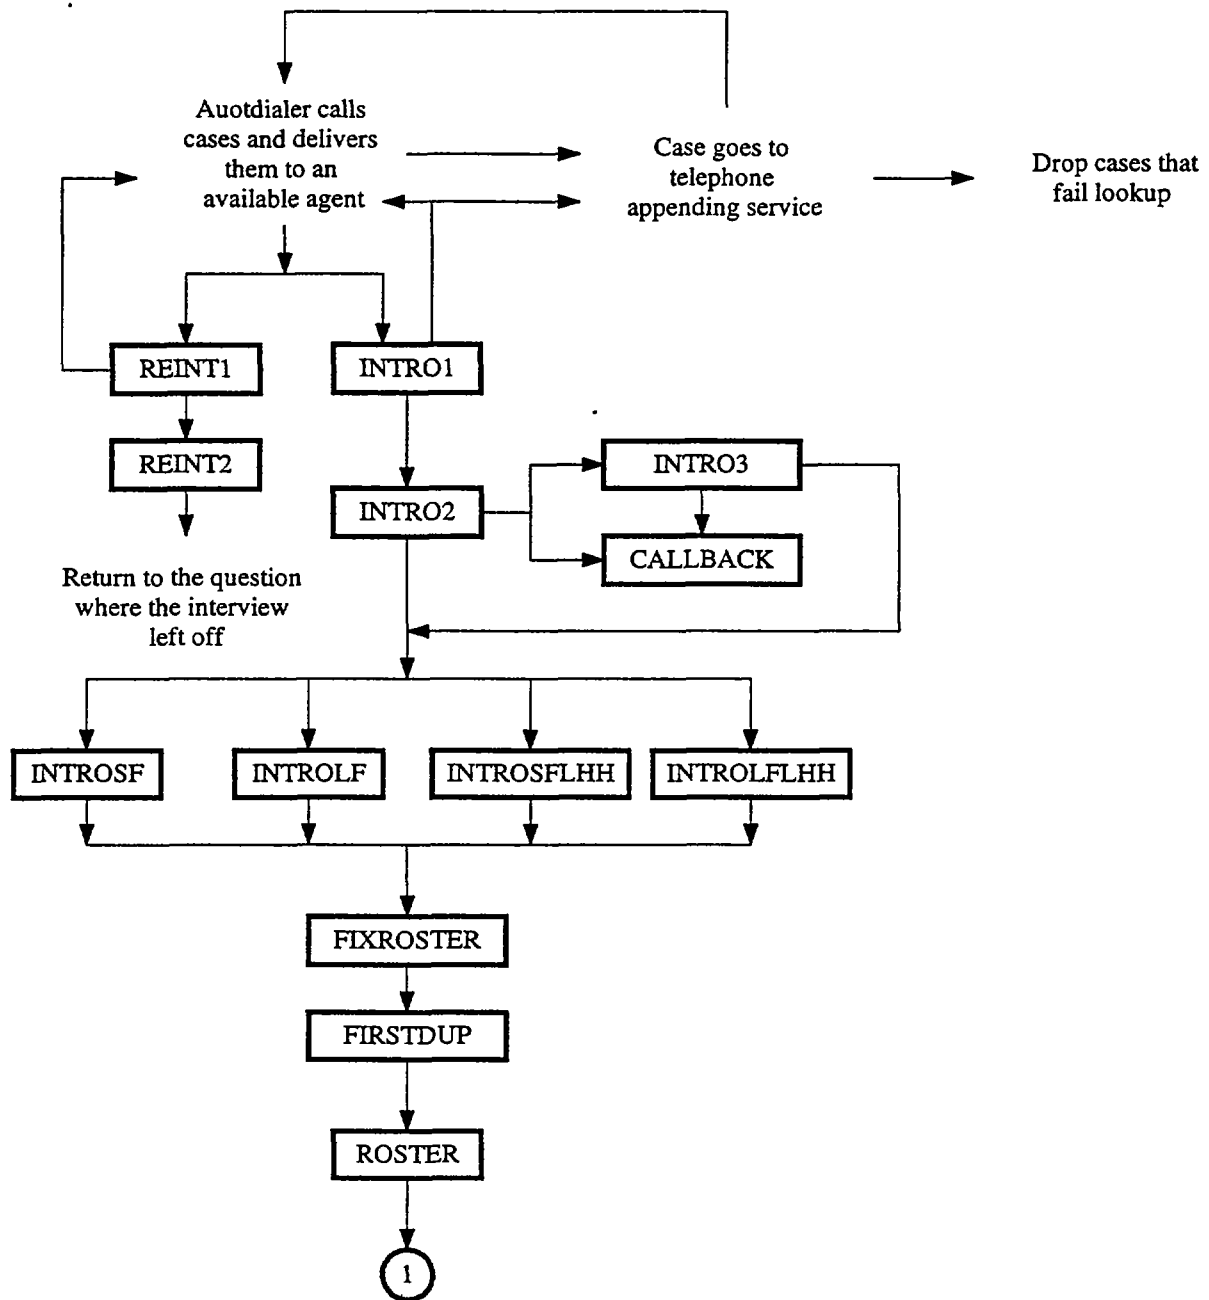 Auotdialer calls
cases and delivers
them to an
available agent
Case goes to
telephone
appending service
Drop cases that
fail lookup
REINT1
INTRO1
REINT2
INTRO2
INTRO3
CALLBACK
Return to the question
where the interview
left off
INTROSF
INTROLF
INTROSFLHH
INTROLFLHH
FIXROSTER
FIRSTDUP
ROSTER
1